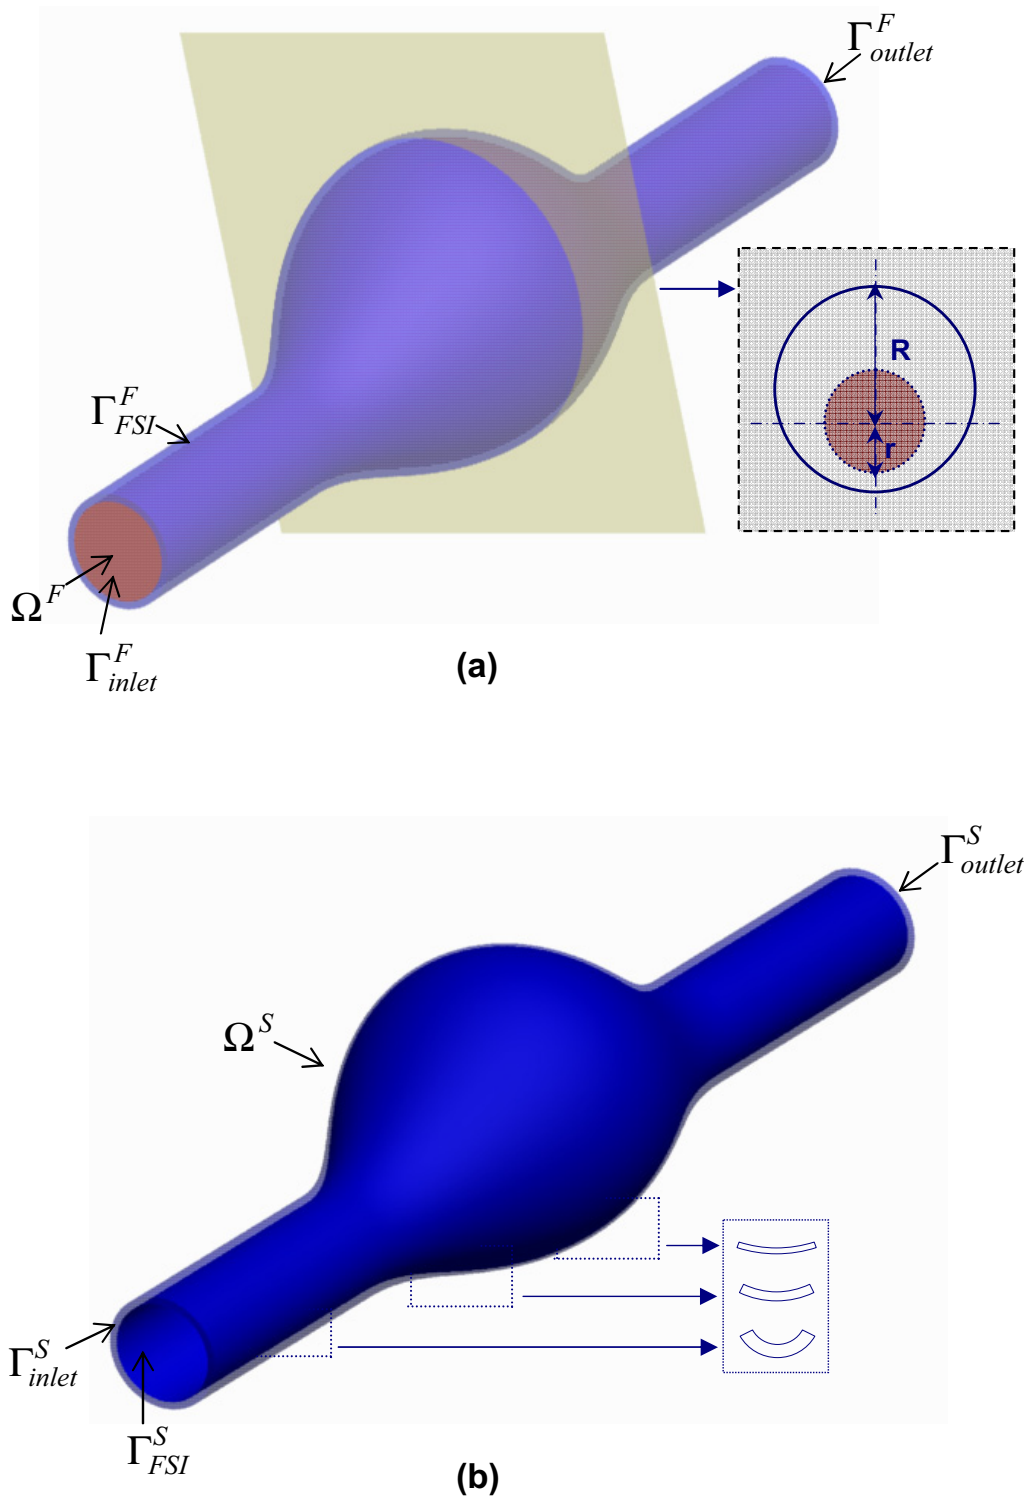 Γ^F_outlet
R
Γ^F_FSI
r
Ω^F
Γ^F_inlet
(a)
Γ^S_outlet
Ω^S
Γ^S_inlet
Γ^S_FSI
(b)